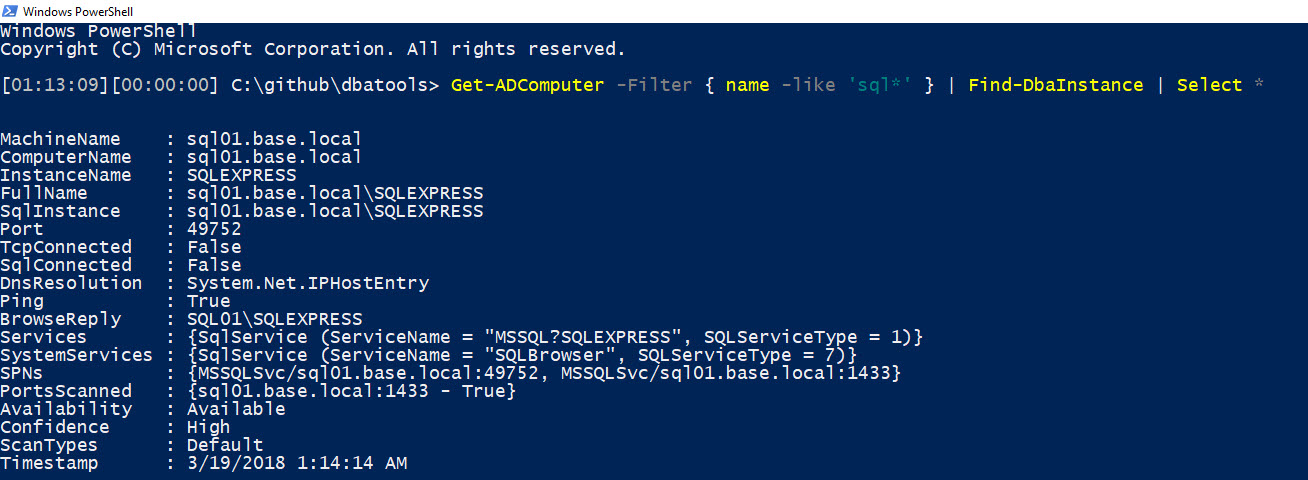 Windows PowerShell
Windows PowerShell
Copyright (C) Microsoft Corporation. All rights reserved.
[01:13:09][00:00:00] C:\github\dbatools> Get-ADComputer -Filter { name -like 'sql*' } | Find-DbaInstance | Select *
MachineName    : sql01.base.local
ComputerName   : sql01.base.local
InstanceName   : SQLEXPRESS
FullName       : sql01.base.local\SQLEXPRESS
SqlInstance    : sql01.base.local\SQLEXPRESS
Port           : 49752
TcpConnected   : False
SqlConnected   : False
DnsResolution  : System.Net.IPHostEntry
Ping           : True
BrowseReply    : SQL01\SQLEXPRESS
Services       : {SqlService (ServiceName = "MSSQL?SQLEXPRESS", SQLServiceType = 1)}
SystemServices : {SqlService (ServiceName = "SQLBrowser", SQLServiceType = 7)}
SPNs           : {MSSQLSvc/sql01.base.local:49752, MSSQLSvc/sql01.base.local:1433}
PortsScanned   : {sql01.base.local:1433 - True}
Availability   : Available
Confidence     : High
ScanTypes      : Default
Timestamp      : 3/19/2018 1:14:14 AM